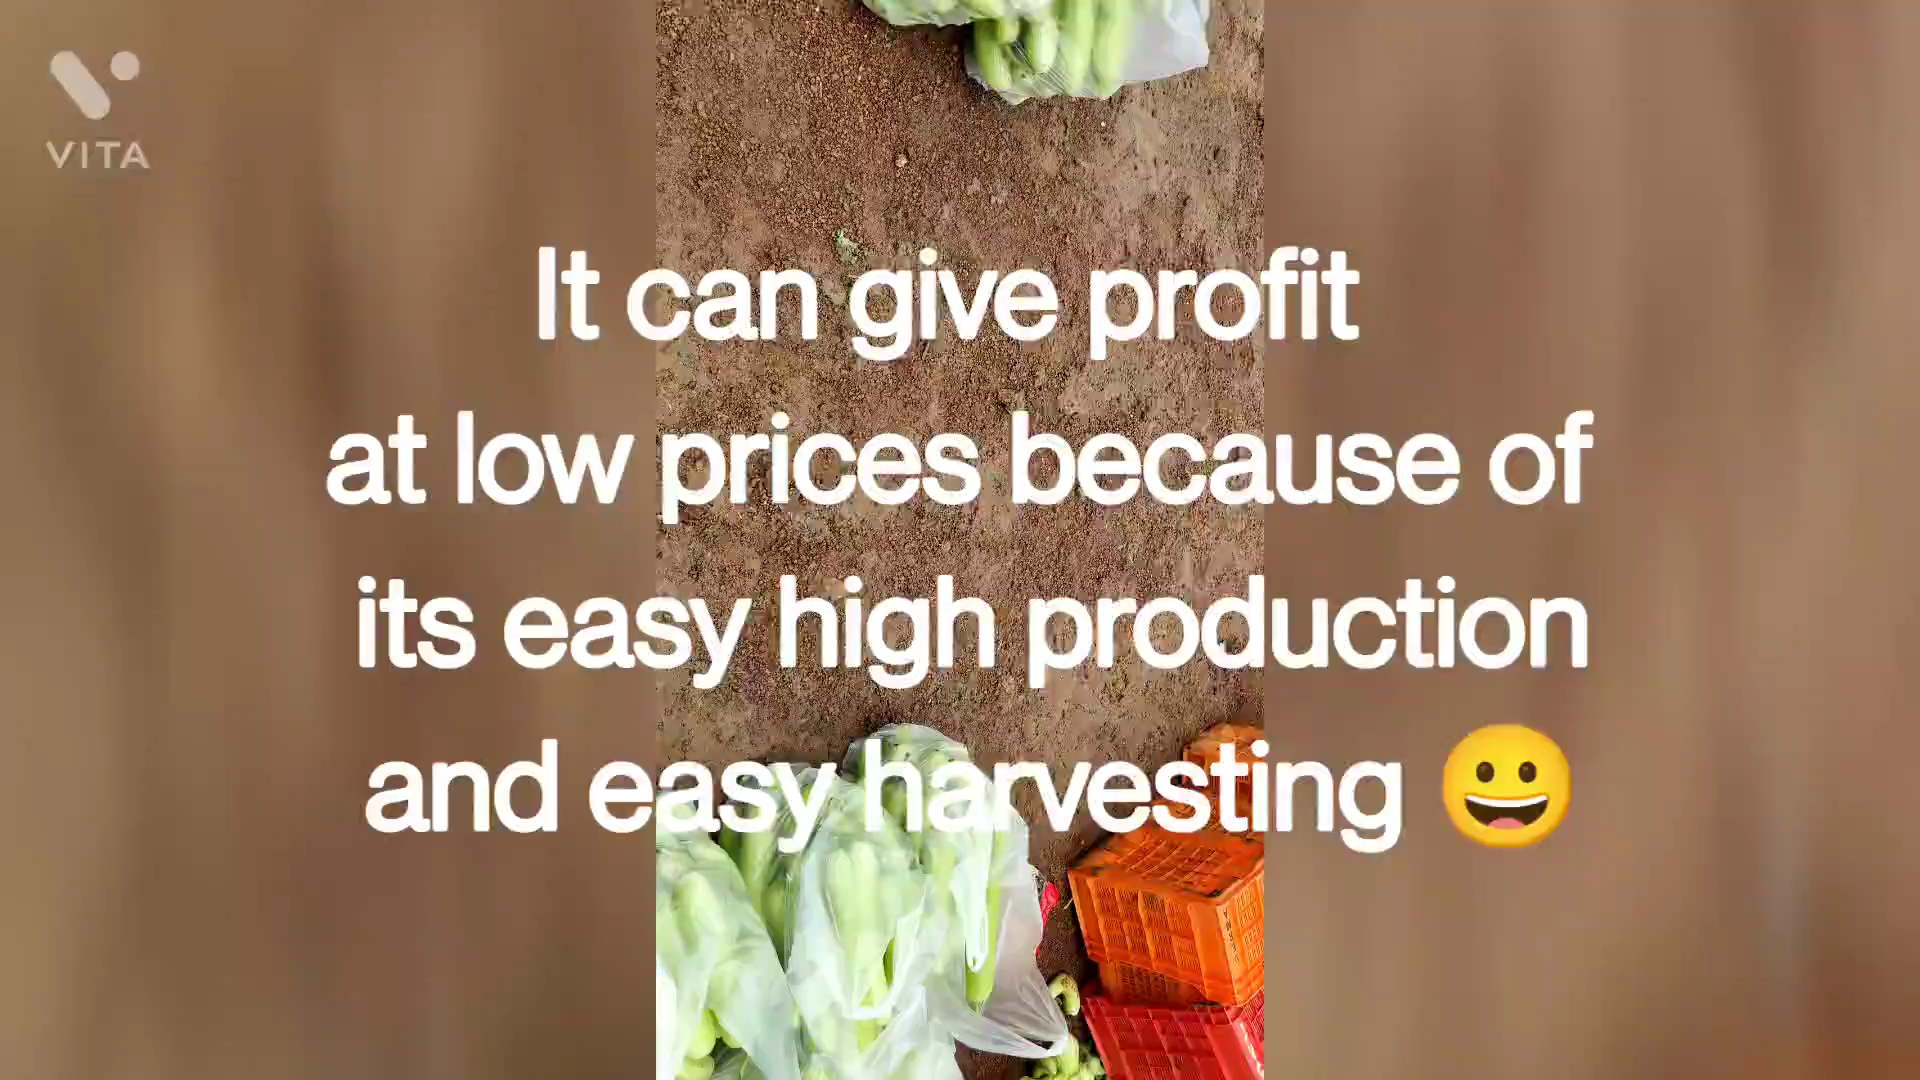 VITA
It can give profit
at low prices because of
its easy high production
and easy harvesting 😀